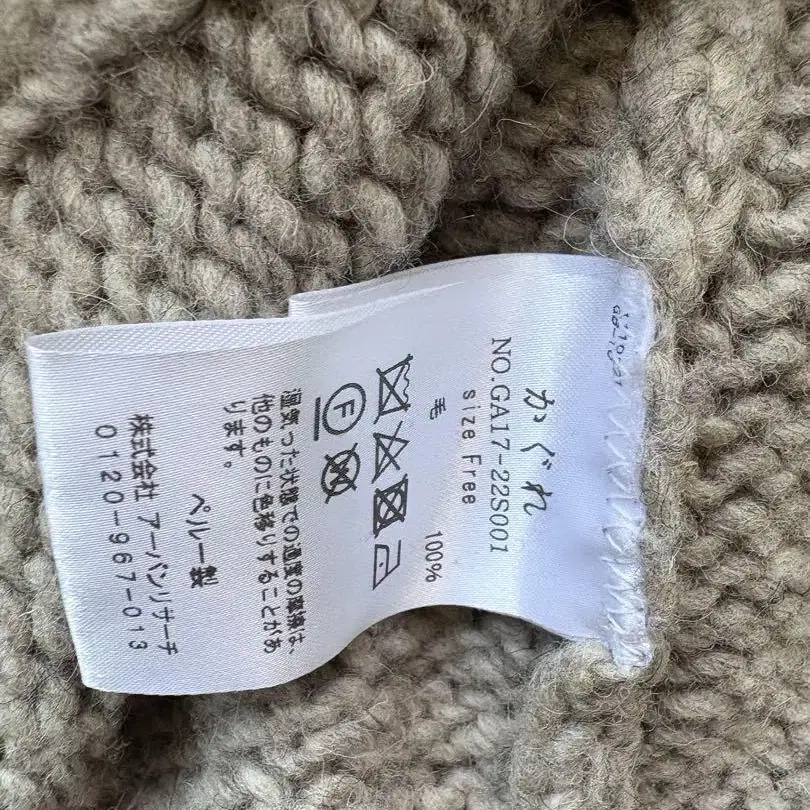 かぐれ
NO.GA17-22S001
size Free
毛 100%
湿気った状態での過度の摩擦は、
他のものに色移りすることがあ
ります。
ペルー製
株式会社 アーバンリサーチ
0120-967-013